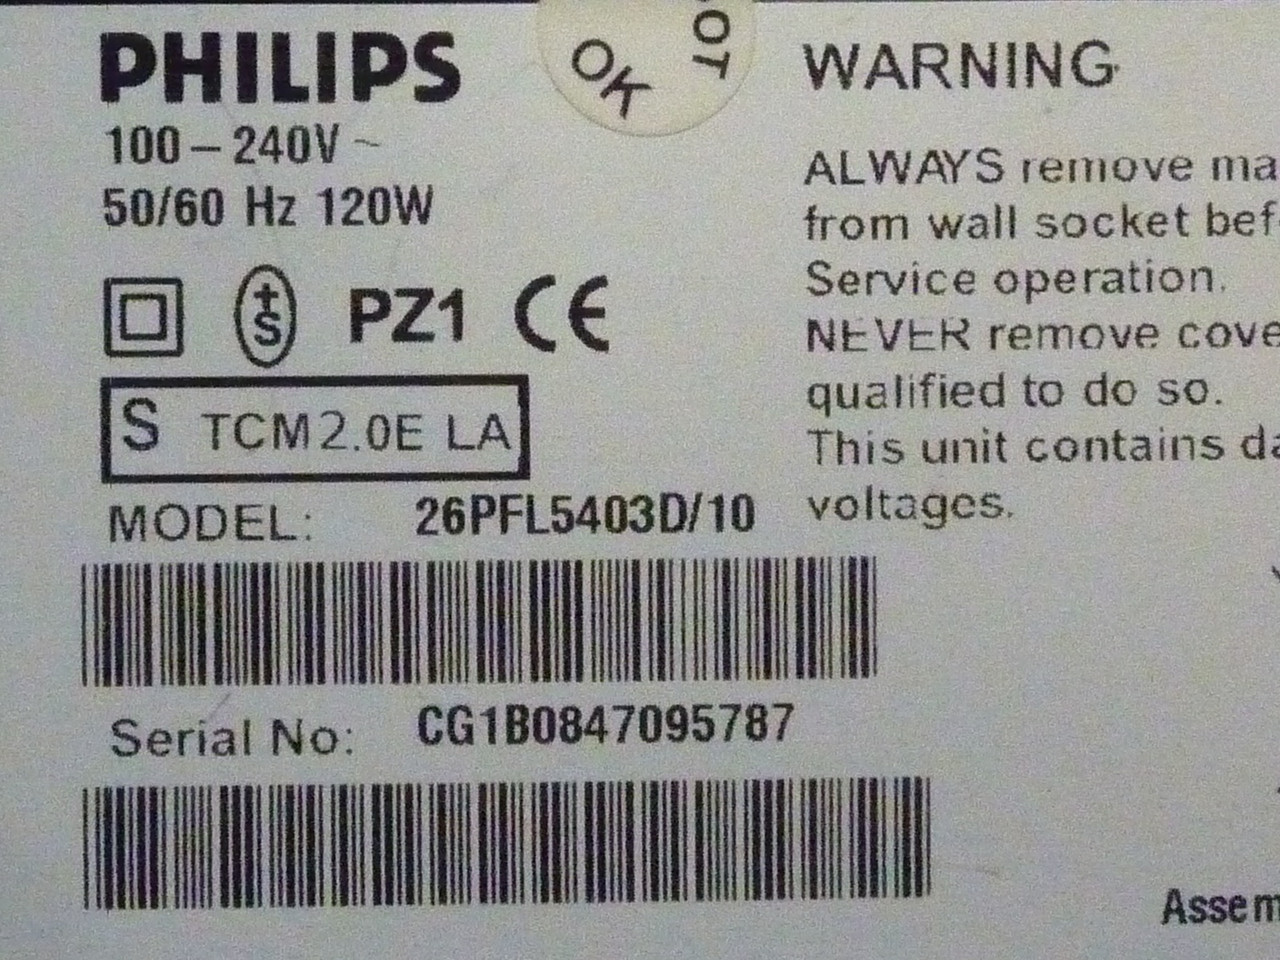 PHILIPS
100–240V ~
50/60 Hz 120W
+
S
PZ1 CE
S TCM2.0E LA
MODEL: 26PFL5403D/10
Serial No: CG1B0847095787
OK
OT
WARNING
ALWAYS remove ma
from wall socket bef
Service operation.
NEVER remove cove
qualified to do so.
This unit contains da
voltages.
Assem